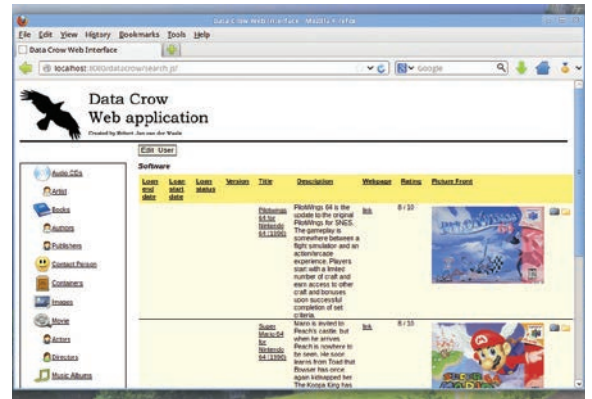 Data Crow Web Interface - Mozilla Firefox
File Edit View History Bookmarks Tools Help
Data Crow Web Interface
localhost:8080/datacrow/search.jsf
Google
Data Crow
Web application
Created by Robert Jan van der Waals
Edit User
Software
Audio CDs
Artist
Books
Authors
Publishers
Contact Person
Containers
Images
Movie
Actors
Directors
Music Albums
Loan end date
Loan start date
Loan status
Version
Title
Description
Webpage
Rating
Picture Front
Pilotwings
64 for
Nintendo
64 (1996)
PilotWings 64 is the
update to the original
PilotWings for SNES.
The gameplay is
somewhere between a
flight simulation and an
action/arcade
experience. Players
start with a limited
number of craft and
earn access to other
craft and bonuses
upon successful
completion of set
criteria.
link
8 / 10
Super
Mario 64
for
Nintendo
64 (1996)
Mario is invited to
Peach's castle, but
when he arrives
Peach is nowhere to
be seen. He soon
learns from Toad that
Bowser has once
again kidnapped her.
The Koopa King has
link
8 / 10
SUPER
MARIO 64